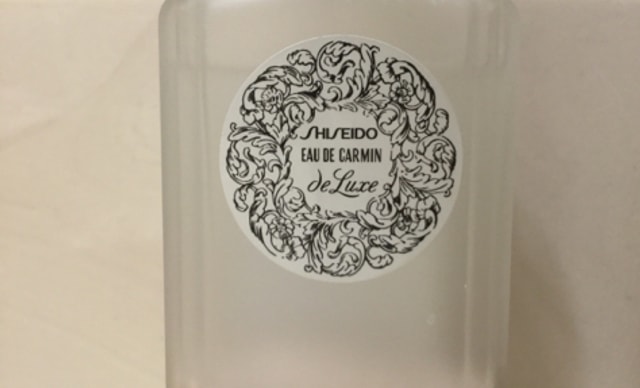 SHISEIDO
EAU DE CARMIN
de Luxe